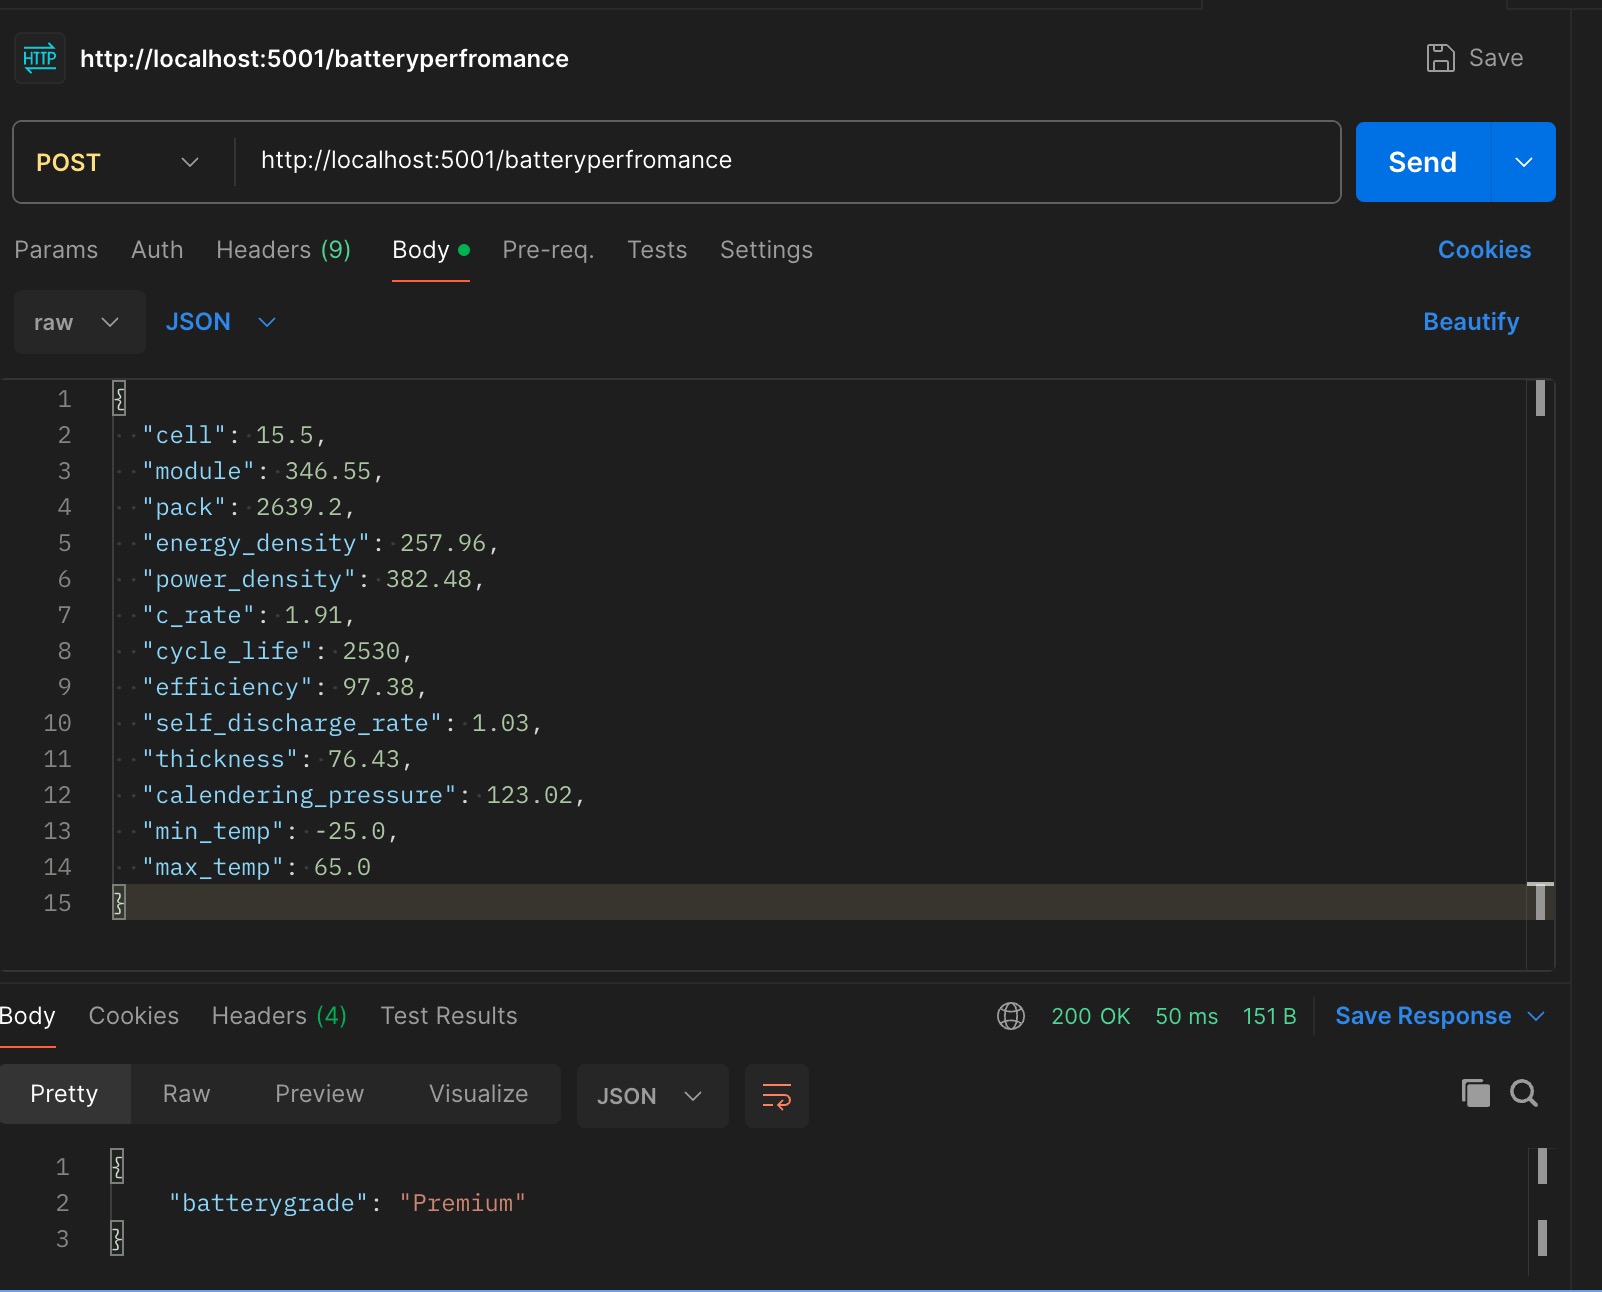 HTTP http://localhost:5001/batteryperfromance Save
POST http://localhost:5001/batteryperfromance Send
Params Auth Headers (9) Body Pre-req. Tests Settings Cookies
raw JSON Beautify
1 {
2 "cell": 15.5,
3 "module": 346.55,
4 "pack": 2639.2,
5 "energy_density": 257.96,
6 "power_density": 382.48,
7 "c_rate": 1.91,
8 "cycle_life": 2530,
9 "efficiency": 97.38,
10 "self_discharge_rate": 1.03,
11 "thickness": 76.43,
12 "calendering_pressure": 123.02,
13 "min_temp": -25.0,
14 "max_temp": 65.0
15 }
Body Cookies Headers (4) Test Results 200 OK 50 ms 151 B Save Response
Pretty Raw Preview Visualize JSON
1 {
2 "batterygrade": "Premium"
3 }